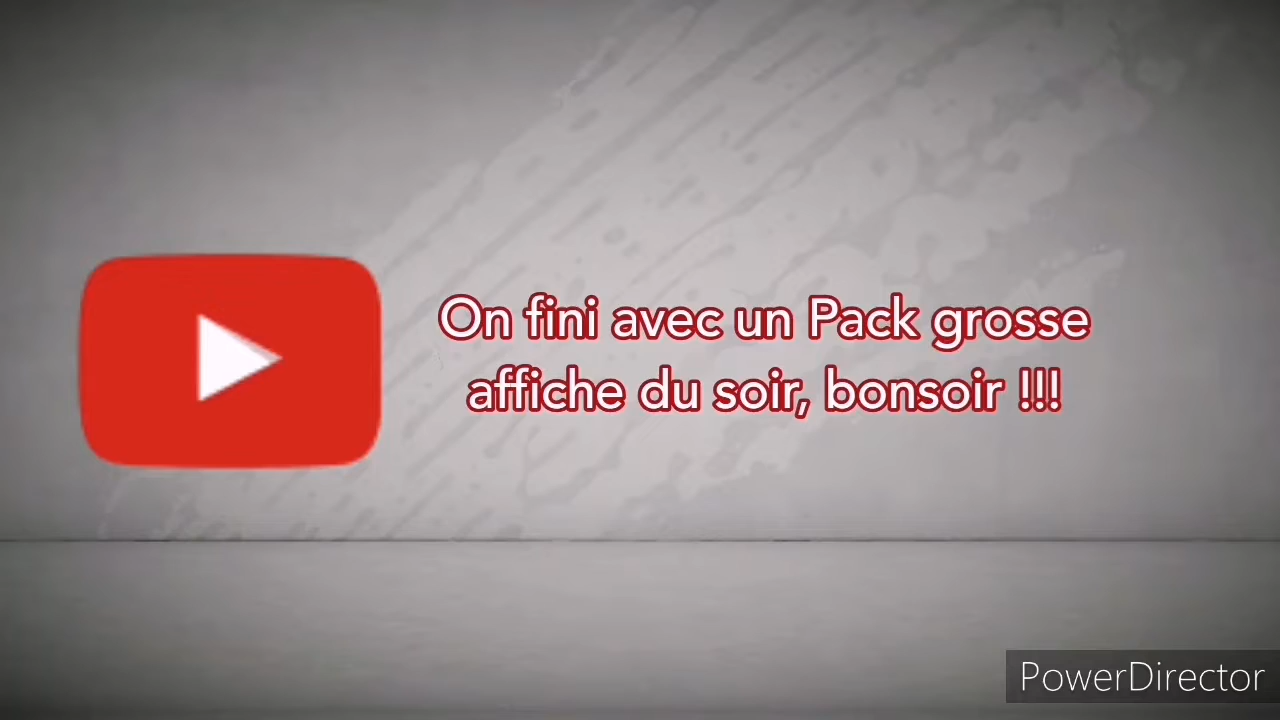 On fini avec un Pack grosse
affiche du soir, bonsoir !!!
PowerDirector